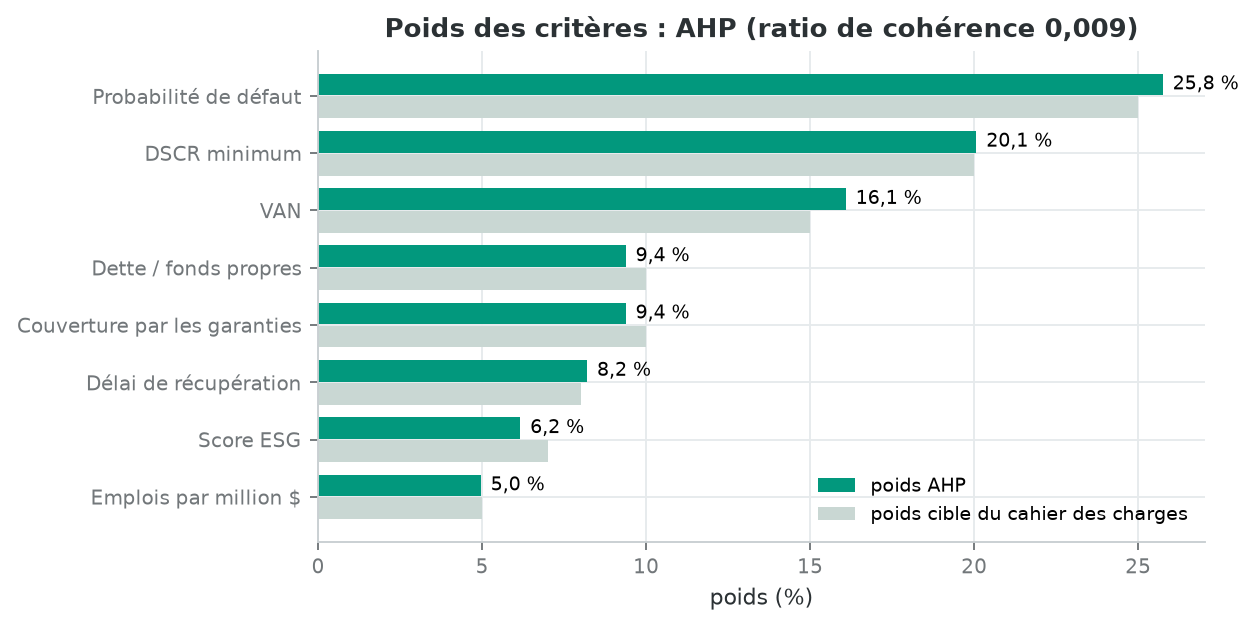 Poids des critères : AHP (ratio de cohérence 0,009)
Probabilité de défaut
25,8 %
DSCR minimum
20,1 %
VAN
16,1 %
Dette / fonds propres
9,4 %
Couverture par les garanties
9,4 %
Délai de récupération
8,2 %
Score ESG
6,2 %
Emplois par million $
5,0 %
poids AHP
poids cible du cahier des charges
0 5 10 15 20 25
poids (%)